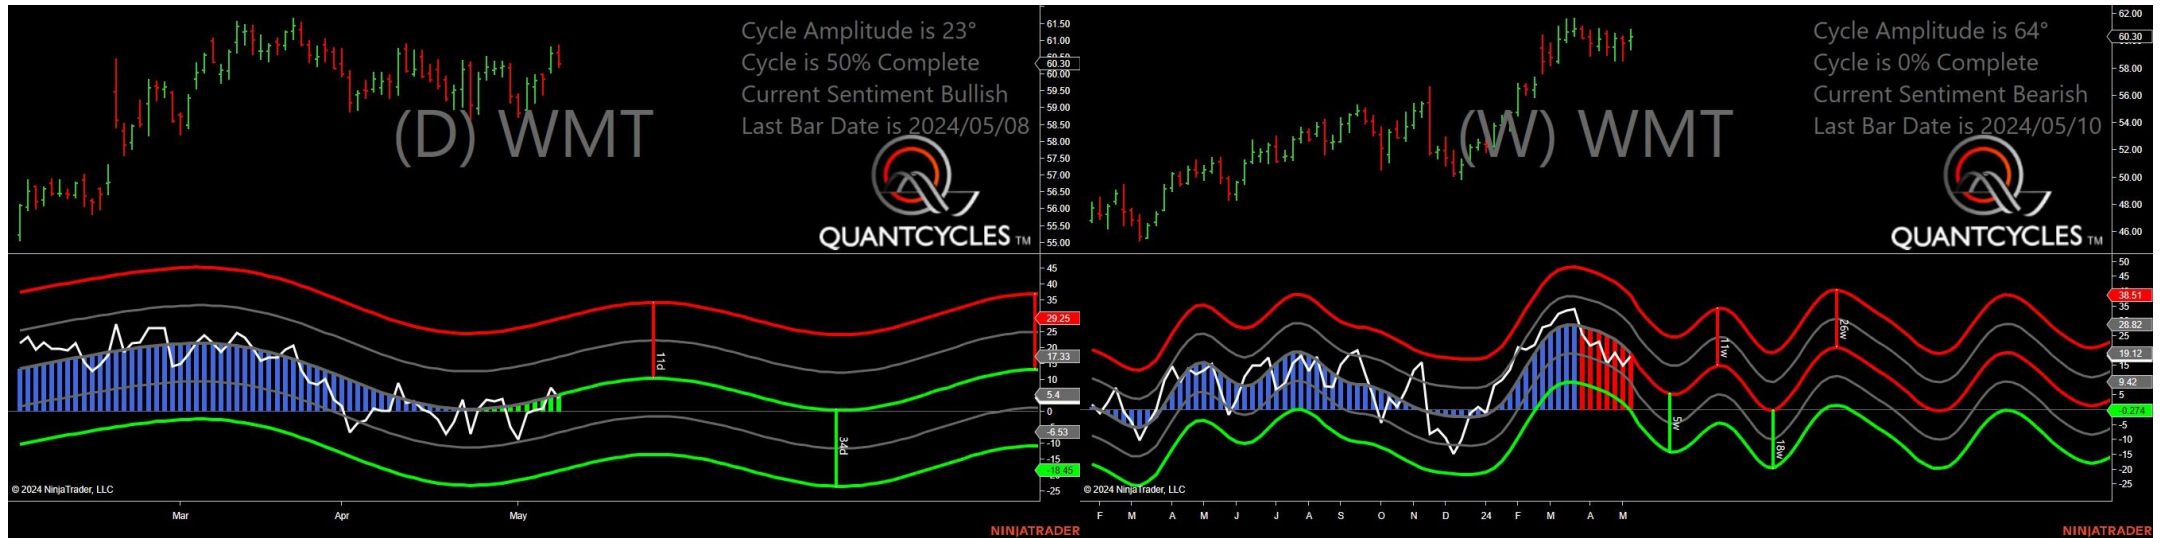 Cycle Amplitude is 23°
Cycle is 50% Complete
Current Sentiment Bullish
Last Bar Date is 2024/05/08
(D) WMT
QUANTCYCLES TM
61.50
61.00
60.30
60.00
59.50
59.00
58.50
58.00
57.50
57.00
56.50
56.00
55.50
55.00
45
40
35
29.25
25
20
17.33
10
5.4
0
-6.53
-10
-15
-18.45
-25
11d
34d
© 2024 NinjaTrader, LLC
Mar
Apr
May
NINJATRADER
Cycle Amplitude is 64°
Cycle is 0% Complete
Current Sentiment Bearish
Last Bar Date is 2024/05/10
(W) WMT
QUANTCYCLES TM
62.00
60.30
58.00
56.00
54.00
52.00
50.00
48.00
46.00
50
45
38.51
35
28.82
25
19.12
15
9.42
5
-0.274
-5
-10
-15
-20
-25
5w
11w
18w
26w
© 2024 NinjaTrader, LLC
F M A M J J A S O N D 24 F M A M
NINJATRADER